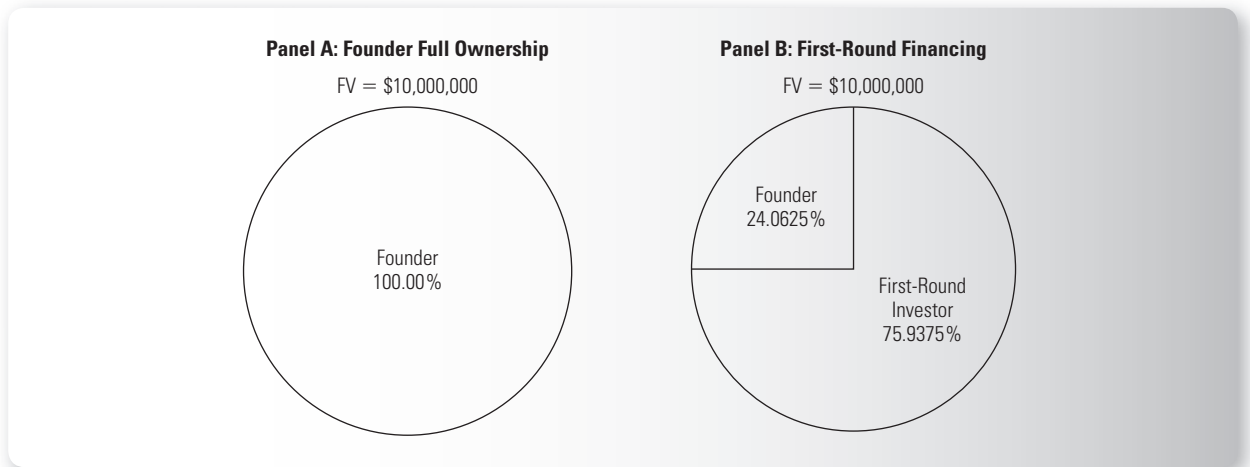 Panel A: Founder Full Ownership
FV = $10,000,000
Founder
100.00%
Panel B: First-Round Financing
FV = $10,000,000
Founder
24.0625%
First-Round
Investor
75.9375%